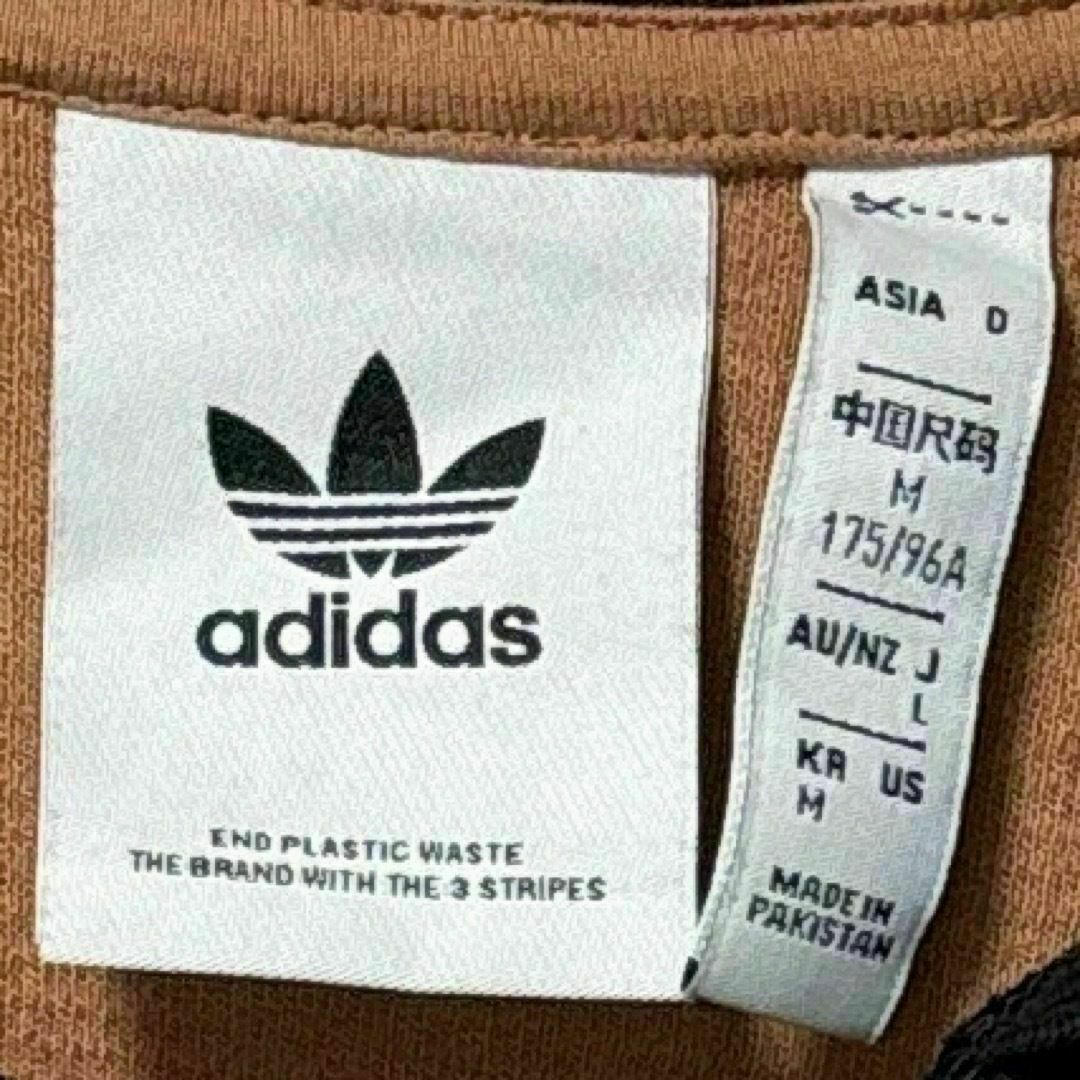 adidas
END PLASTIC WASTE
THE BRAND WITH THE 3 STRIPES
ASIA D
中国尺码
M
175/96A
AU/NZ J
L
KR US
M
MADE IN
PAKISTAN